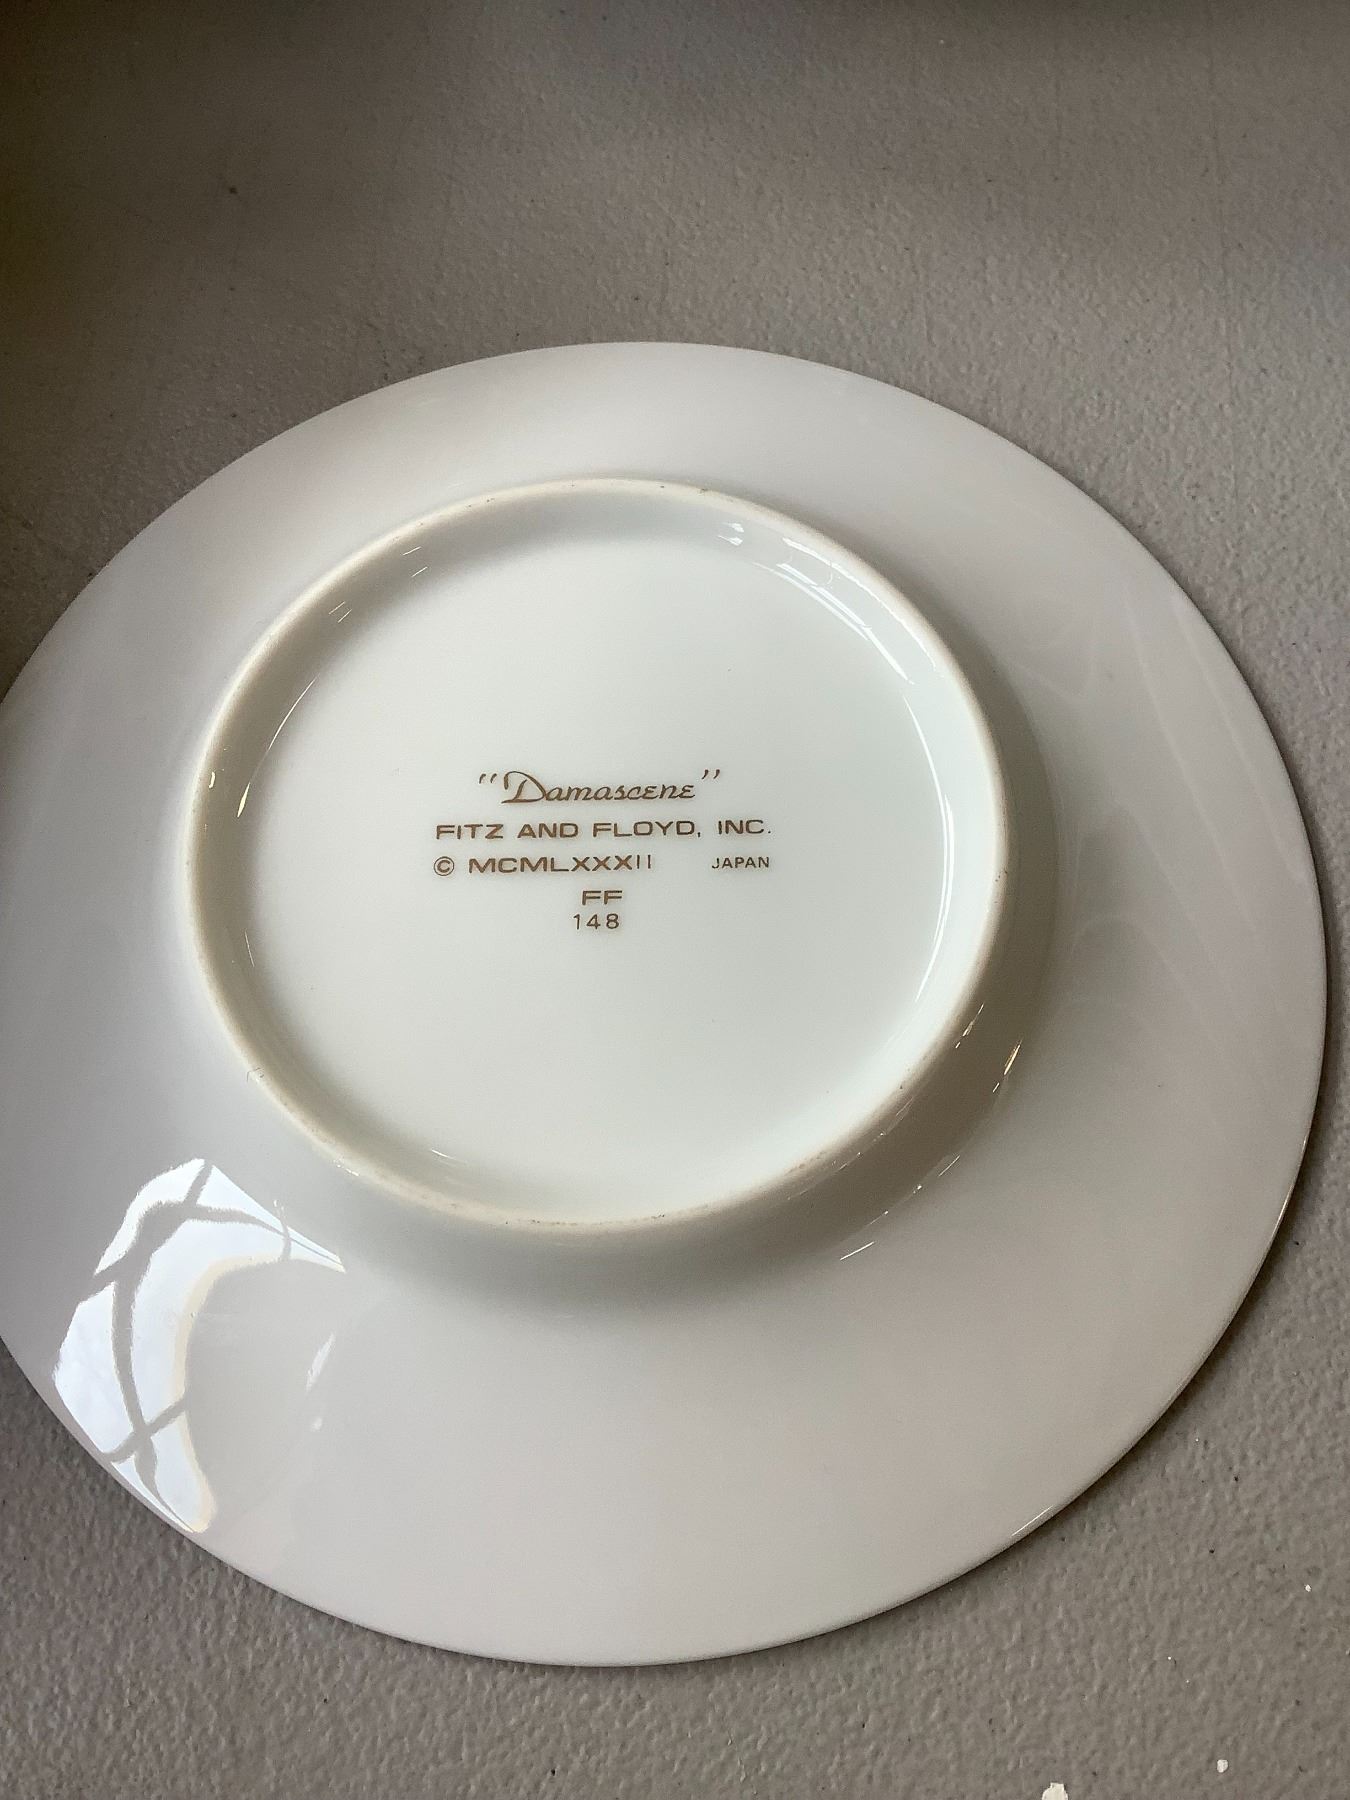 "Damascene"
FITZ AND FLOYD, INC.
© MCMLXXXII JAPAN
FF
148